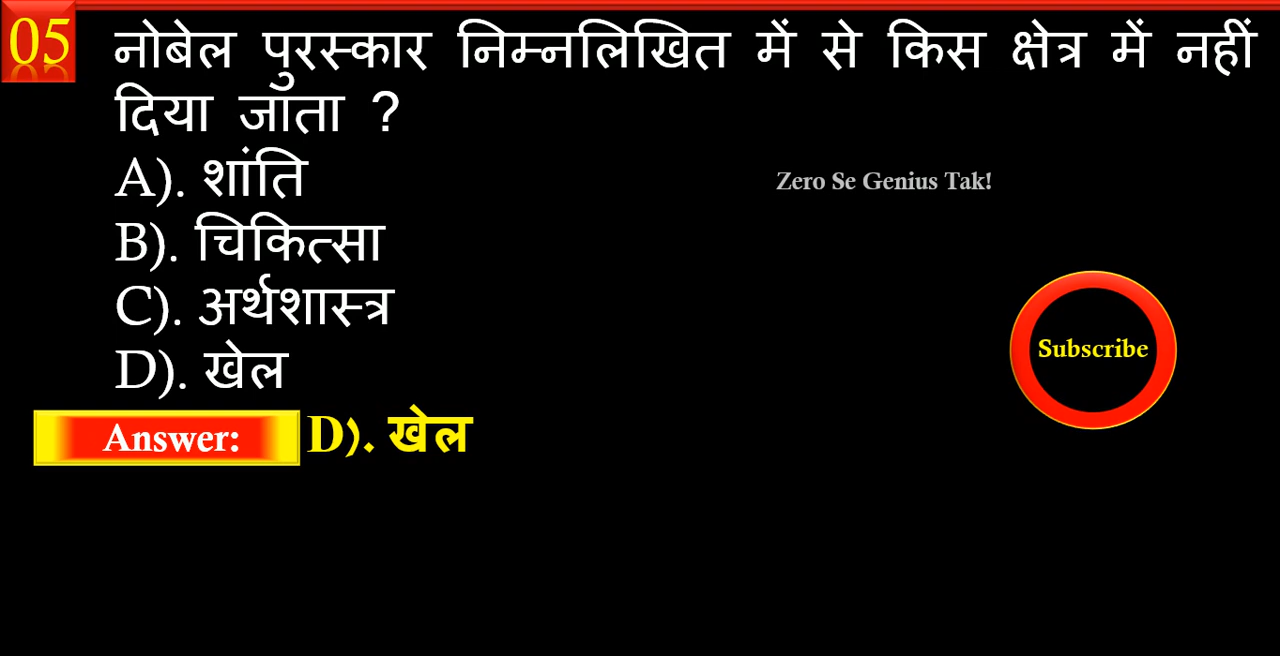 05
नोबेल पुरस्कार निम्नलिखित में से किस क्षेत्र में नहीं
दिया जाता ?
A). शांति
Zero Se Genius Tak!
B). चिकित्सा
C). अर्थशास्त्र
Subscribe
D). खेल
Answer: D). खेल